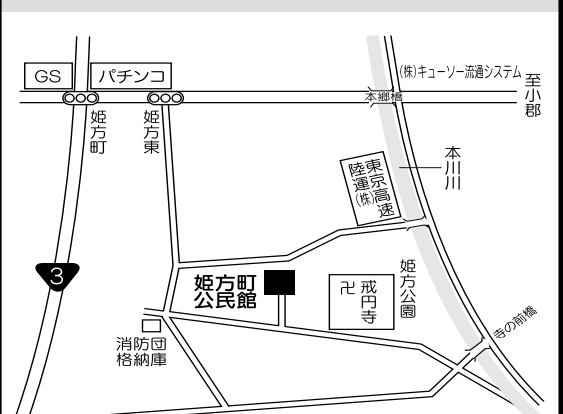 GS
パチンコ
(株)キューソー流通システム
至小郡
本郷橋
姫方町
姫方東
本川川
東京高速
陸運(株)
3
姫方町
公民館
卍 戒円寺
姫方公園
寺の前橋
消防団
格納庫